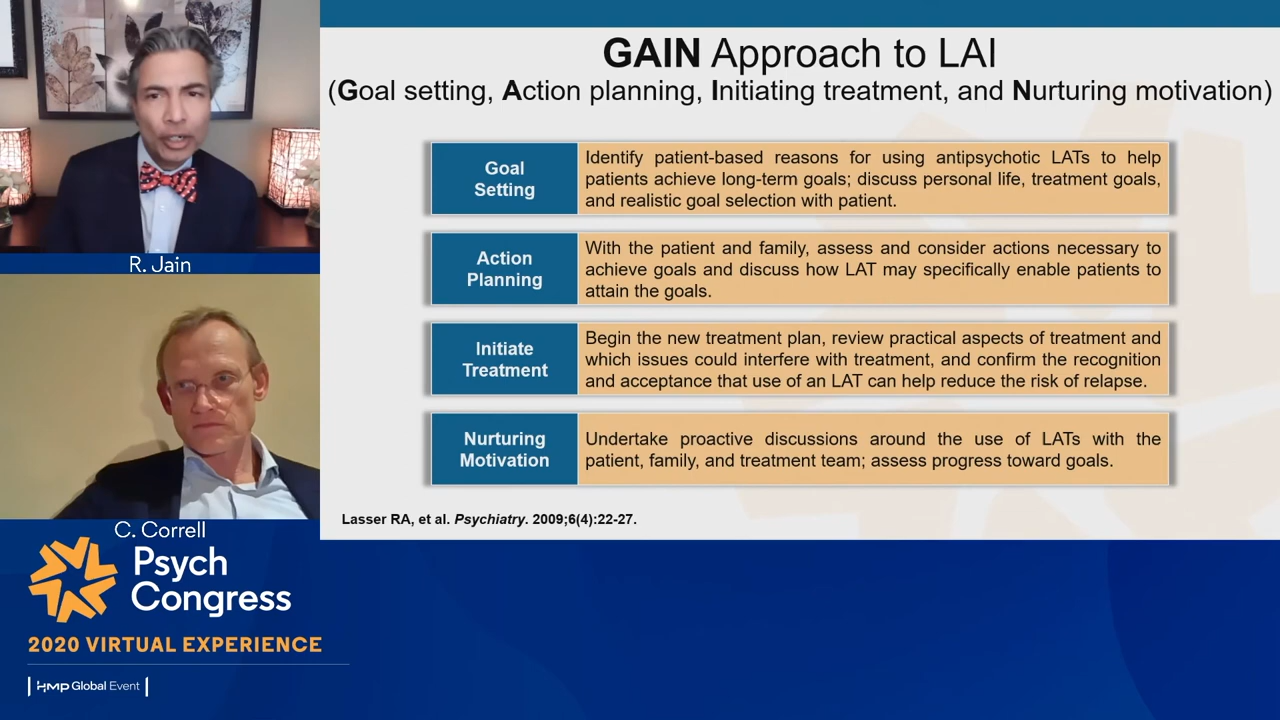 GAIN Approach to LAI
(Goal setting, Action planning, Initiating treatment, and Nurturing motivation)
Goal
Setting
Identify patient-based reasons for using antipsychotic LATs to help
patients achieve long-term goals; discuss personal life, treatment goals,
and realistic goal selection with patient.
Action
Planning
With the patient and family, assess and consider actions necessary to
achieve goals and discuss how LAT may specifically enable patients to
attain the goals.
Initiate
Treatment
Begin the new treatment plan, review practical aspects of treatment and
which issues could interfere with treatment, and confirm the recognition
and acceptance that use of an LAT can help reduce the risk of relapse.
Nurturing
Motivation
Undertake proactive discussions around the use of LATs with the
patient, family, and treatment team; assess progress toward goals.
Lasser RA, et al. Psychiatry. 2009;6(4):22-27.
R. Jain
C. Correll
Psych
Congress
2020 VIRTUAL EXPERIENCE
HMP Global Event